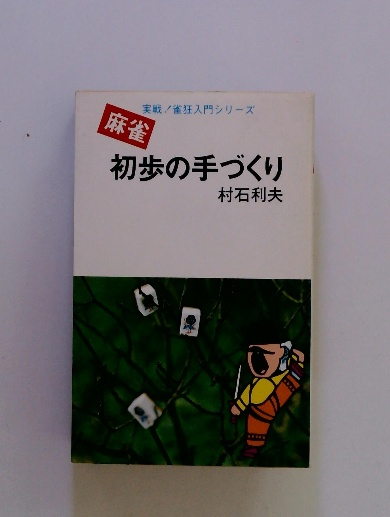 実戦!雀狂入門シリーズ
麻雀
初歩の手づくり
村石利夫